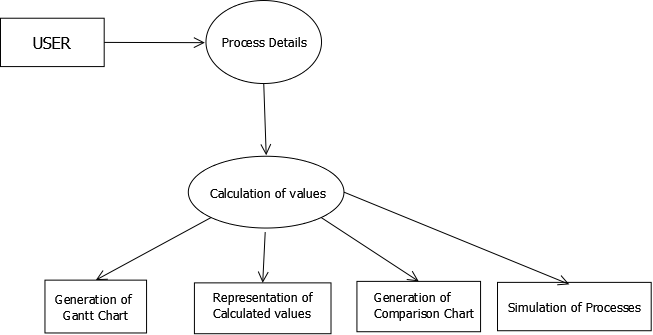 USER
Process Details
Calculation of values
Generation of
Gantt Chart
Representation of
Calculated values
Generation of
Comparison Chart
Simulation of Processes